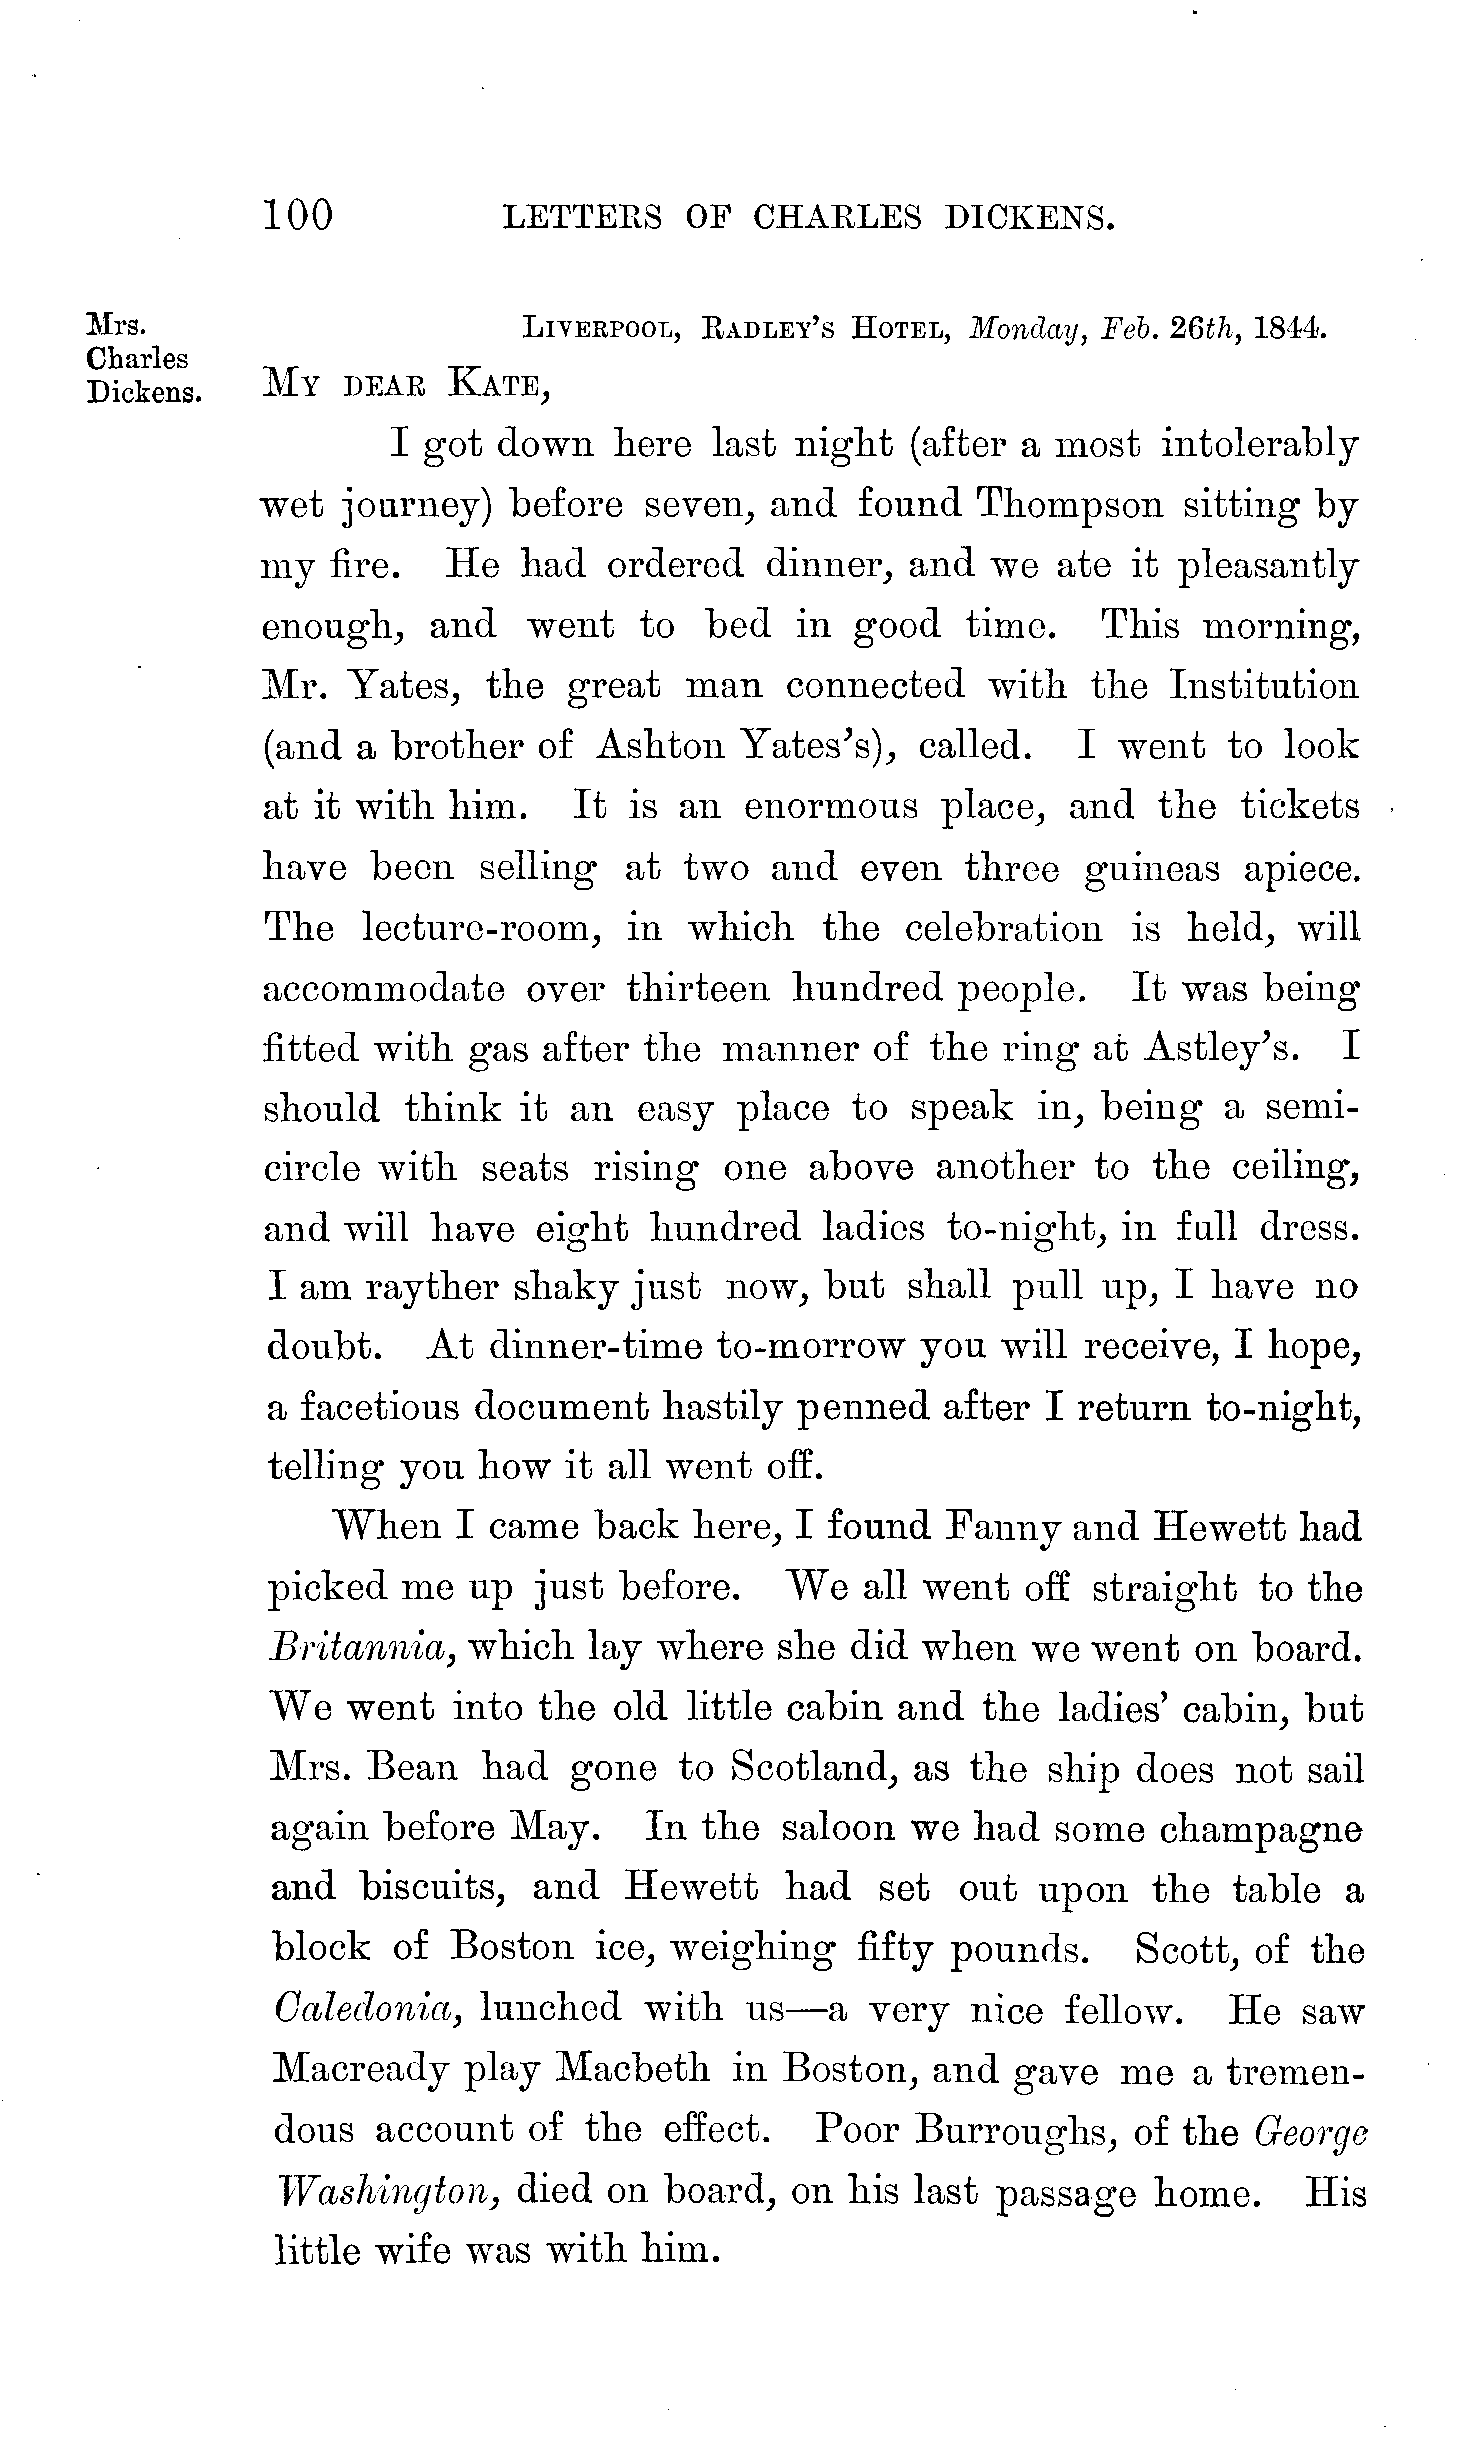 100 LETTERS OF CHARLES DICKENS.
Mrs.
Charles
Dickens.
LIVERPOOL, RADLEY'S HOTEL, Monday, Feb. 26th, 1844.
MY DEAR KATE,
I got down here last night (after a most intolerably
wet journey) before seven, and found Thompson sitting by
my fire. He had ordered dinner, and we ate it pleasantly
enough, and went to bed in good time. This morning,
Mr. Yates, the great man connected with the Institution
(and a brother of Ashton Yates's), called. I went to look
at it with him. It is an enormous place, and the tickets
have been selling at two and even three guineas apiece.
The lecture-room, in which the celebration is held, will
accommodate over thirteen hundred people. It was being
fitted with gas after the manner of the ring at Astley's. I
should think it an easy place to speak in, being a semi-
circle with seats rising one above another to the ceiling,
and will have eight hundred ladies to-night, in full dress.
I am rayther shaky just now, but shall pull up, I have no
doubt. At dinner-time to-morrow you will receive, I hope,
a facetious document hastily penned after I return to-night,
telling you how it all went off.
When I came back here, I found Fanny and Hewett had
picked me up just before. We all went off straight to the
Britannia, which lay where she did when we went on board.
We went into the old little cabin and the ladies' cabin, but
Mrs. Bean had gone to Scotland, as the ship does not sail
again before May. In the saloon we had some champagne
and biscuits, and Hewett had set out upon the table a
block of Boston ice, weighing fifty pounds. Scott, of the
Caledonia, lunched with us—a very nice fellow. He saw
Macready play Macbeth in Boston, and gave me a tremen-
dous account of the effect. Poor Burroughs, of the George
Washington, died on board, on his last passage home. His
little wife was with him.